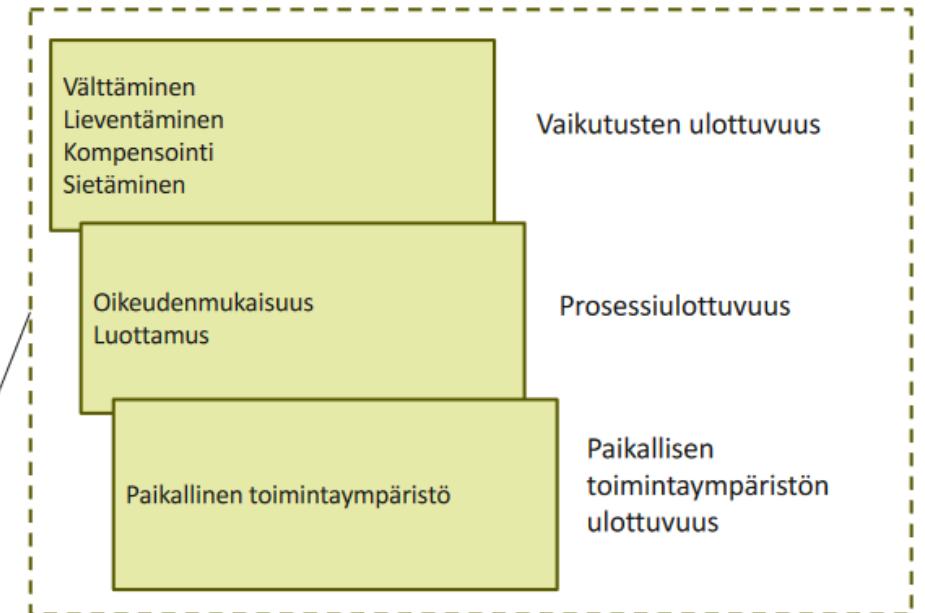 Välttäminen
Lieventäminen
Kompensointi
Sietäminen
Vaikutusten ulottuvuus
Oikeudenmukaisuus
Luottamus
Prosessiulottuvuus
Paikallinen toimintaympäristö
Paikallisen
toimintaympäristön
ulottuvuus